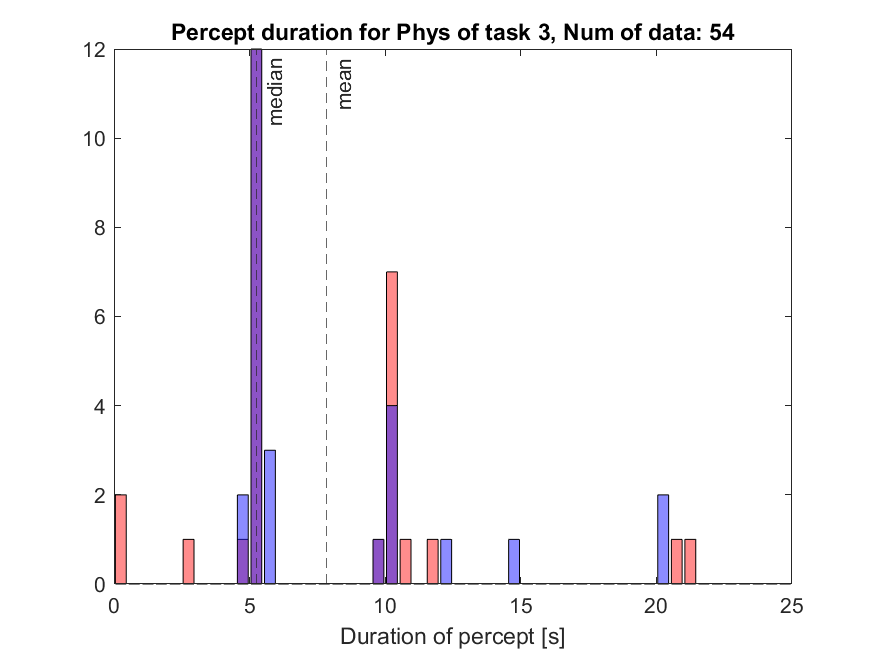 Percept duration for Phys of task 3, Num of data: 54
12
10
8
6
4
2
0
median
mean
0 5 10 15 20 25
Duration of percept [s]